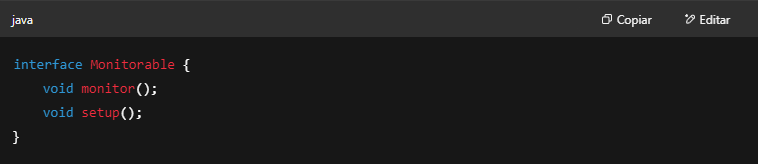 java Copiar Editar
interface Monitorable {
    void monitor();
    void setup();
}